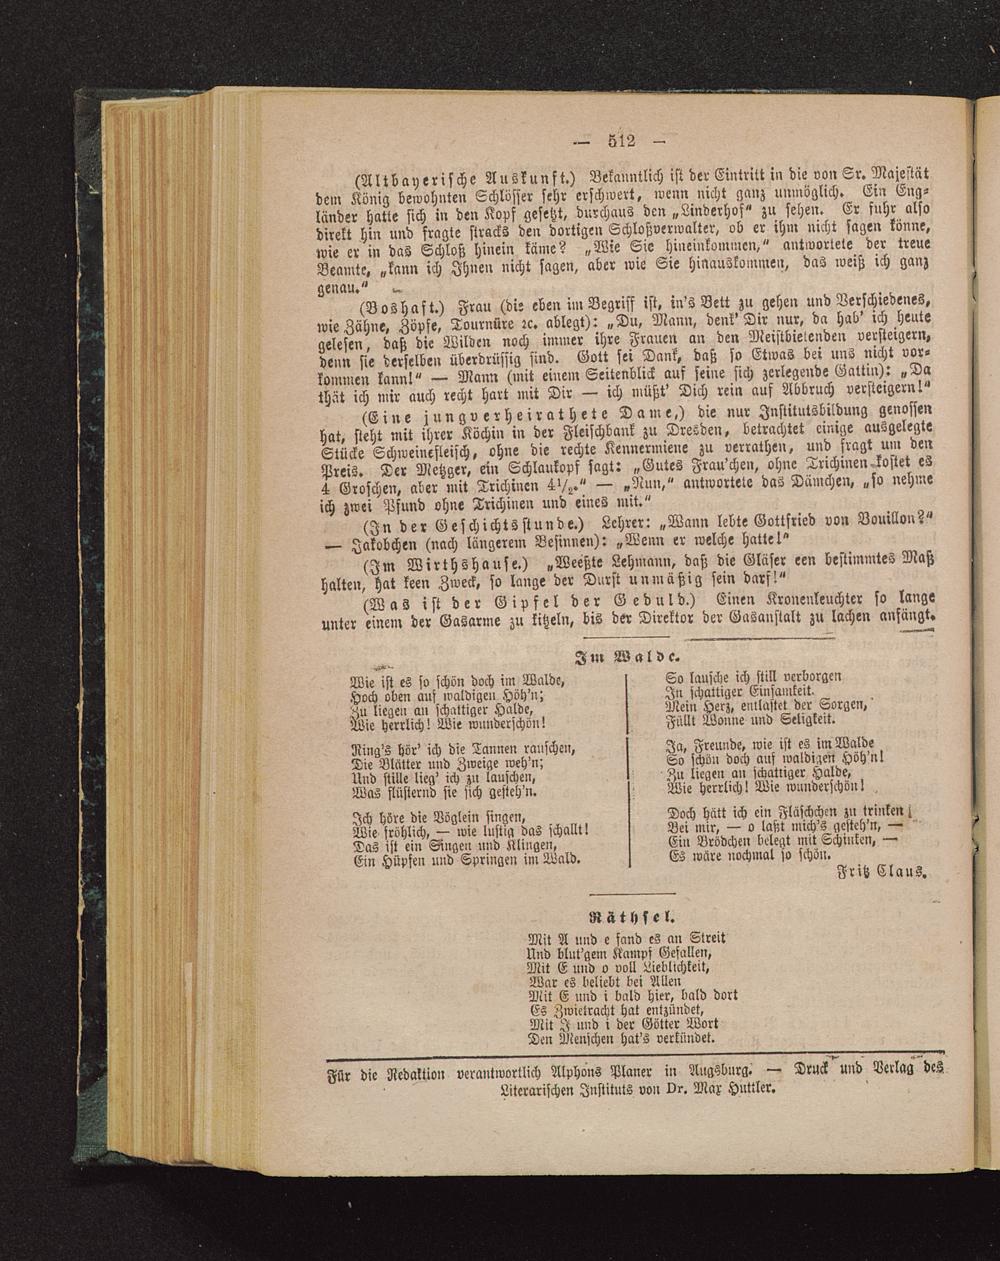 — 512 —
(Altbayerische Auskunft.) Bekanntlich ist der Eintritt in die von Sr. Majestät
dem König bewohnten Schlösser sehr erschwert, wenn nicht ganz unmöglich. Ein Eng-
länder hatte sich in den Kopf gesetzt, durchaus den „Linderhof“ zu sehen. Er fuhr also
direkt hin und fragte stracks den dortigen Schloßverwalter, ob er ihm nicht sagen könne,
wie er in das Schloß hinein käme? „Wie Sie hineinkommen,“ antwortete der treue
Beamte, „kann ich Ihnen nicht sagen, aber wie Sie hinauskommen, das weiß ich ganz
genau.“
(Boshaft.) Frau (die eben im Begriff ist, in's Bett zu gehen und Verschiedenes,
wie Zähne, Zöpfe, Tournüre ꝛc. ablegt): „Du, Mann, denk' Dir nur, da hab' ich heute
gelesen, daß die Wilden noch immer ihre Frauen an den Meistbietenden versteigern,
denn sie derselben überdrüssig sind. Gott sei Dank, daß so Etwas bei uns nicht vor-
kommen kann!“ — Mann (mit einem Seitenblick auf seine sich zerlegende Gattin): „Da
thät ich mir auch recht hart mit Dir — ich müßt' Dich rein auf Abbruch versteigern!“
(Eine jungverheirathete Dame,) die nur Institutsbildung genossen
hat, steht mit ihrer Köchin in der Fleischbank zu Dresden, betrachtet einige ausgelegte
Stücke Schweinefleisch, ohne die rechte Kennermiene zu verrathen, und fragt um den
Preis. Der Metzger, ein Schlaukopf sagt: „Gutes Frau'chen, ohne Trichinen kostet es
4 Groschen, aber mit Trichinen 4½.“ — „Nun,“ antwortete das Dämchen, „so nehme
ich zwei Pfund ohne Trichinen und eines mit.“
(In der Geschichtsstunde.) Lehrer: „Wann lebte Gottfried von Bouillon?“
— Jakobchen (nach längerem Besinnen): „Wenn er welche hatte!“
(Im Wirthshause.) „Weeßte Lehmann, daß die Gläser een bestimmtes Maß
halten, hat keen Zweck, so lange der Durst unmäßig sein darf!“
(Was ist der Gipfel der Geduld.) Einen Kronenleuchter so lange
unter einem der Gasarme zu kitzeln, bis der Direktor der Gasanstalt zu lachen anfängt.
Im Walde.
Wie ist es so schön doch im Walde,
Hoch oben auf waldigen Höh'n;
Zu liegen an schattiger Halde,
Wie herrlich! Wie wunderschön!
Ring's hör' ich die Tannen rauschen,
Die Blätter und Zweige weh'n;
Und stille lieg' ich zu lauschen,
Was flüsternd sie sich gesteh'n.
Ich höre die Vöglein singen,
Wie fröhlich, — wie lustig das schallt!
Das ist ein Singen und Klingen,
Ein Hüpfen und Springen im Wald.
So lausche ich still verborgen
In schattiger Einsamkeit.
Mein Herz, entlastet der Sorgen,
Füllt Wonne und Seligkeit.
Ja, Freunde, wie ist es im Walde
So schön doch auf waldigen Höh'n!
Zu liegen an schattiger Halde,
Wie herrlich! Wie wunderschön!
Doch hätt ich ein Fläschchen zu trinken
Bei mir, — o laßt mich's gesteh'n, —
Ein Brödchen belegt mit Schinken, —
Es wäre nochmal so schön.
Fritz Claus.
Räthsel.
Mit A und e fand es an Streit
Und blut'gem Kampf Gefallen,
Mit E und o voll Lieblichkeit,
War es beliebt bei Allen
Mit E und i bald hier, bald dort
Es Zwietracht hat entzündet,
Mit J und i der Götter Wort
Den Menschen hat's verkündet.
Für die Redaktion verantwortlich Alphons Planer in Augsburg. — Druck und Verlag des
Literarischen Instituts von Dr. Max Huttler.